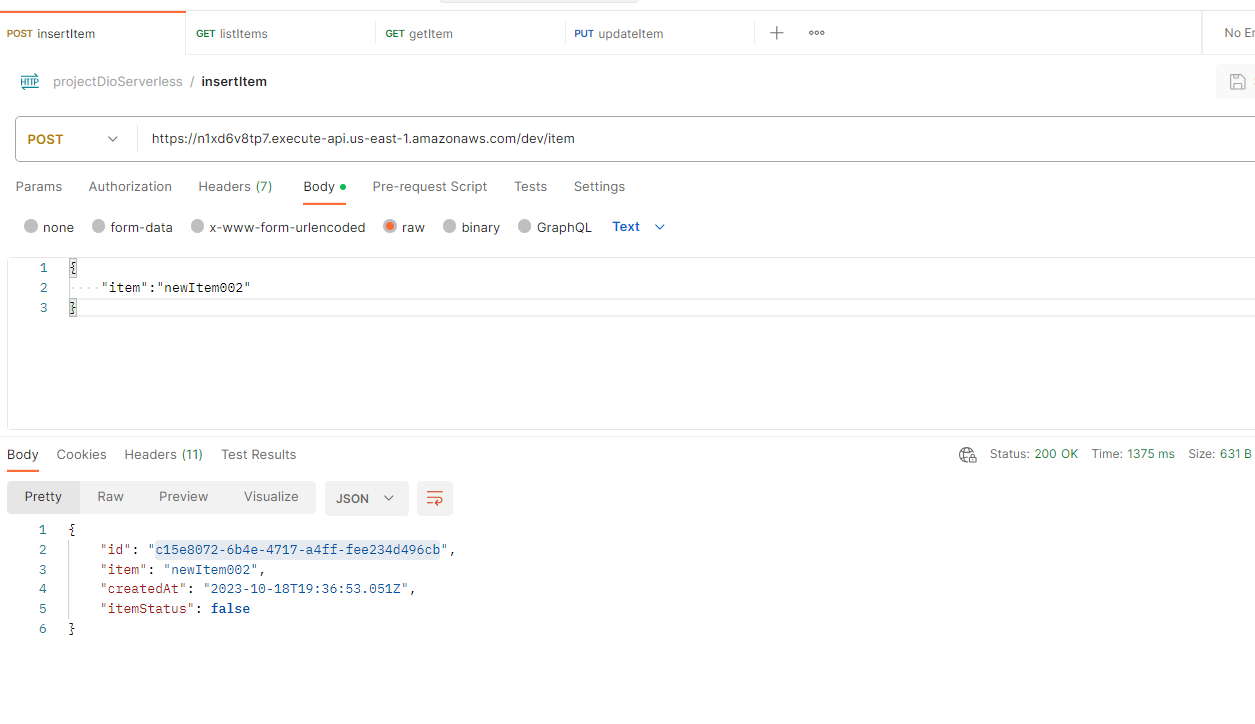 POST insertItem GET listItems GET getItem PUT updateItem No Er
HTTP projectDioServerless / insertItem
POST https://n1xd6v8tp7.execute-api.us-east-1.amazonaws.com/dev/item
Params Authorization Headers (7) Body Pre-request Script Tests Settings
none form-data x-www-form-urlencoded raw binary GraphQL Text
1 {
2 ····"item":"newItem002"
3 }
Body Cookies Headers (11) Test Results Status: 200 OK Time: 1375 ms Size: 631 B
Pretty Raw Preview Visualize JSON
1 {
2 "id": "c15e8072-6b4e-4717-a4ff-fee234d496cb",
3 "item": "newItem002",
4 "createdAt": "2023-10-18T19:36:53.051Z",
5 "itemStatus": false
6 }